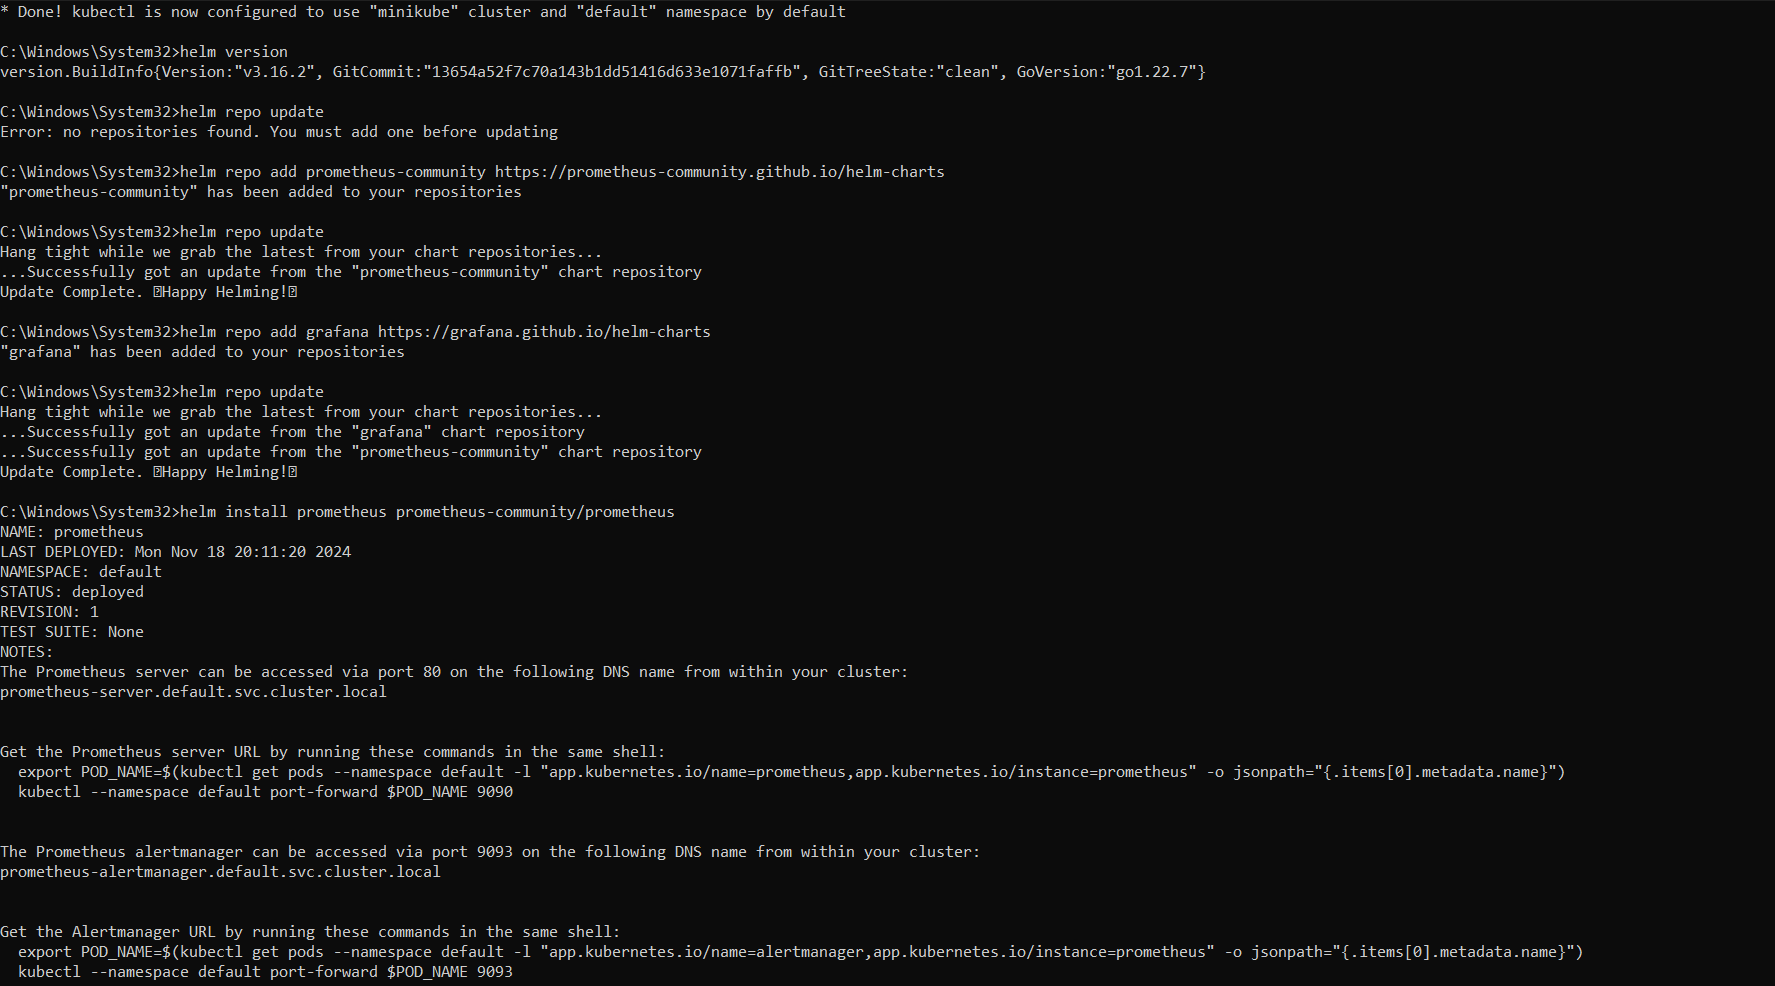 * Done! kubectl is now configured to use "minikube" cluster and "default" namespace by default
C:\Windows\System32>helm version
version.BuildInfo{Version:"v3.16.2", GitCommit:"13654a52f7c70a143b1dd51416d633e1071faffb", GitTreeState:"clean", GoVersion:"go1.22.7"}
C:\Windows\System32>helm repo update
Error: no repositories found. You must add one before updating
C:\Windows\System32>helm repo add prometheus-community https://prometheus-community.github.io/helm-charts
"prometheus-community" has been added to your repositories
C:\Windows\System32>helm repo update
Hang tight while we grab the latest from your chart repositories...
...Successfully got an update from the "prometheus-community" chart repository
Update Complete. ⍰Happy Helming!⍰
C:\Windows\System32>helm repo add grafana https://grafana.github.io/helm-charts
"grafana" has been added to your repositories
C:\Windows\System32>helm repo update
Hang tight while we grab the latest from your chart repositories...
...Successfully got an update from the "grafana" chart repository
...Successfully got an update from the "prometheus-community" chart repository
Update Complete. ⍰Happy Helming!⍰
C:\Windows\System32>helm install prometheus prometheus-community/prometheus
NAME: prometheus
LAST DEPLOYED: Mon Nov 18 20:11:20 2024
NAMESPACE: default
STATUS: deployed
REVISION: 1
TEST SUITE: None
NOTES:
The Prometheus server can be accessed via port 80 on the following DNS name from within your cluster:
prometheus-server.default.svc.cluster.local
Get the Prometheus server URL by running these commands in the same shell:
  export POD_NAME=$(kubectl get pods --namespace default -l "app.kubernetes.io/name=prometheus,app.kubernetes.io/instance=prometheus" -o jsonpath="{.items[0].metadata.name}")
  kubectl --namespace default port-forward $POD_NAME 9090
The Prometheus alertmanager can be accessed via port 9093 on the following DNS name from within your cluster:
prometheus-alertmanager.default.svc.cluster.local
Get the Alertmanager URL by running these commands in the same shell:
  export POD_NAME=$(kubectl get pods --namespace default -l "app.kubernetes.io/name=alertmanager,app.kubernetes.io/instance=prometheus" -o jsonpath="{.items[0].metadata.name}")
  kubectl --namespace default port-forward $POD_NAME 9093